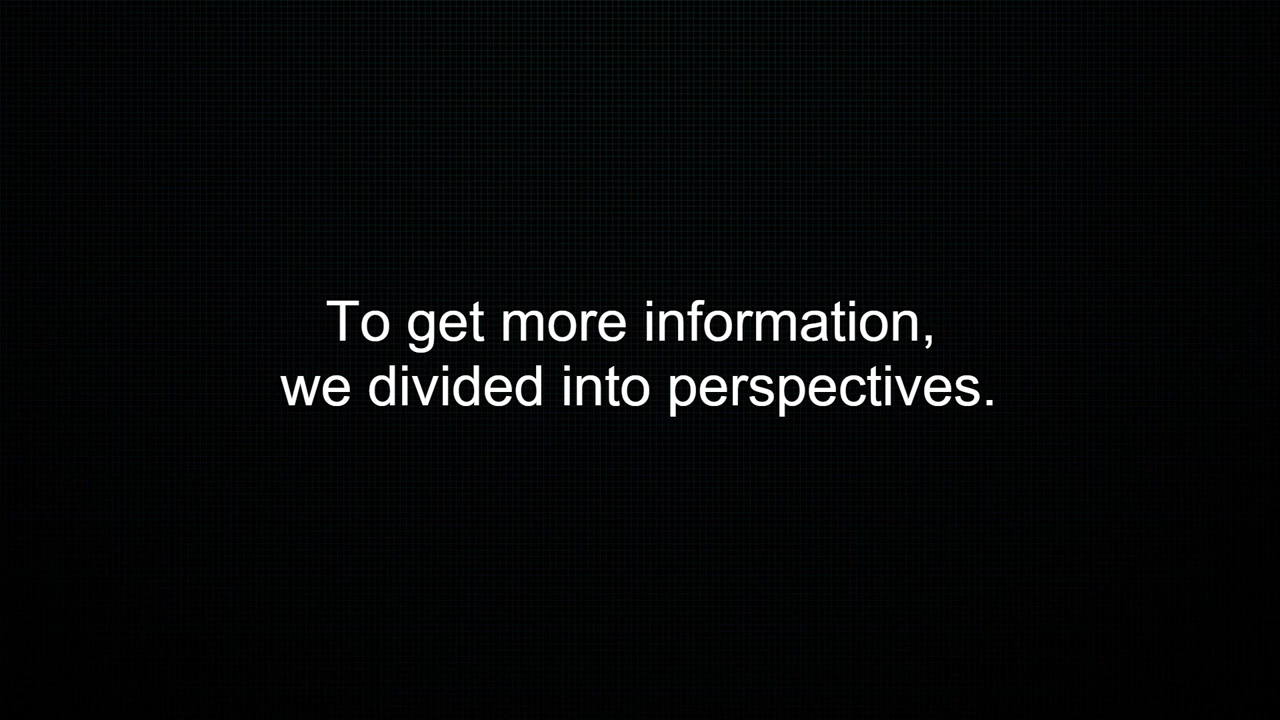 To get more information,
we divided into perspectives.